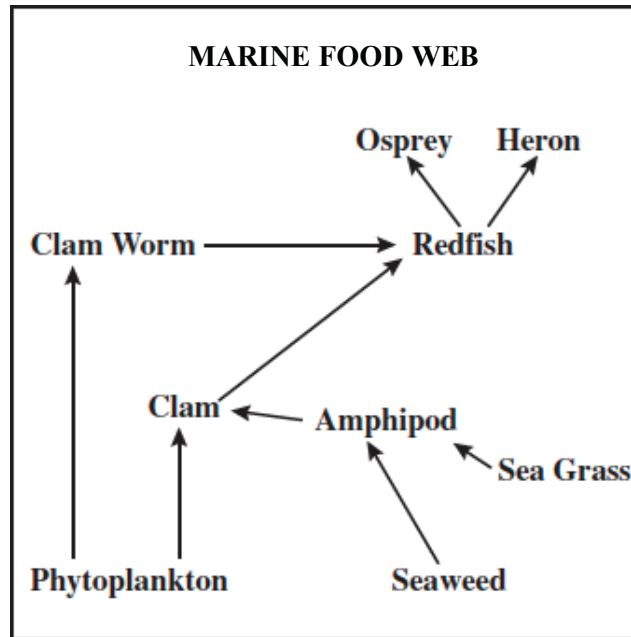 MARINE FOOD WEB
Osprey Heron
Clam Worm Redfish
Clam Amphipod
Sea Grass
Phytoplankton Seaweed